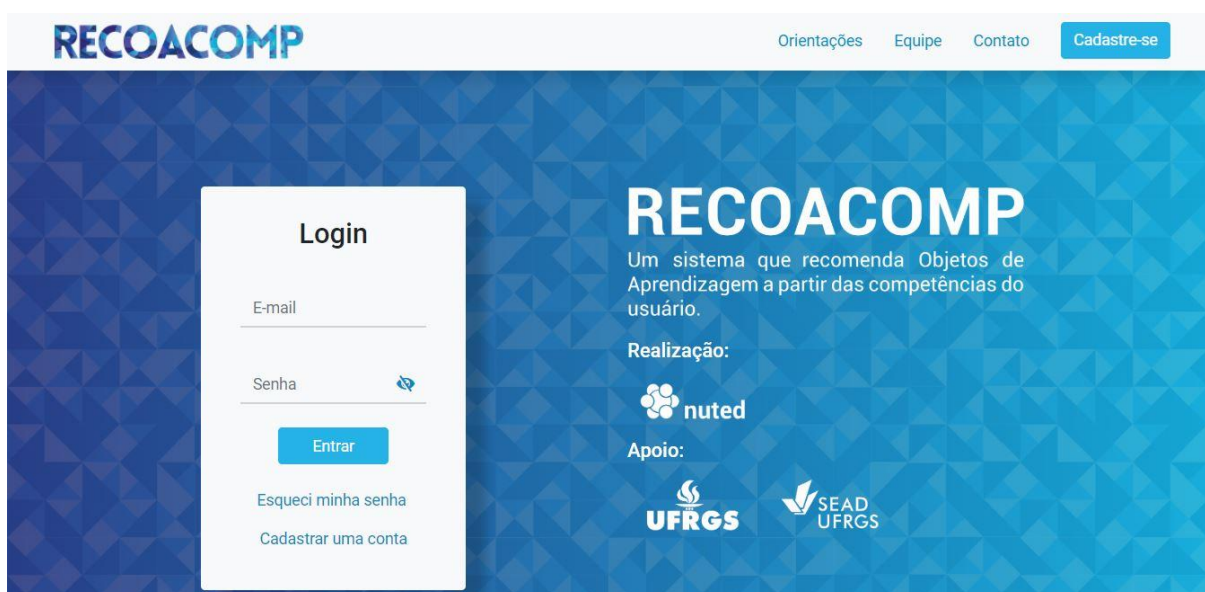 RECOACOMP
Orientações
Equipe
Contato
Cadastre-se
Login
E-mail
Senha
Entrar
Esqueci minha senha
Cadastrar uma conta
RECOACOMP
Um sistema que recomenda Objetos de
Aprendizagem a partir das competências do
usuário.
Realização:
nuted
Apoio:
UFRGS
SEAD
UFRGS